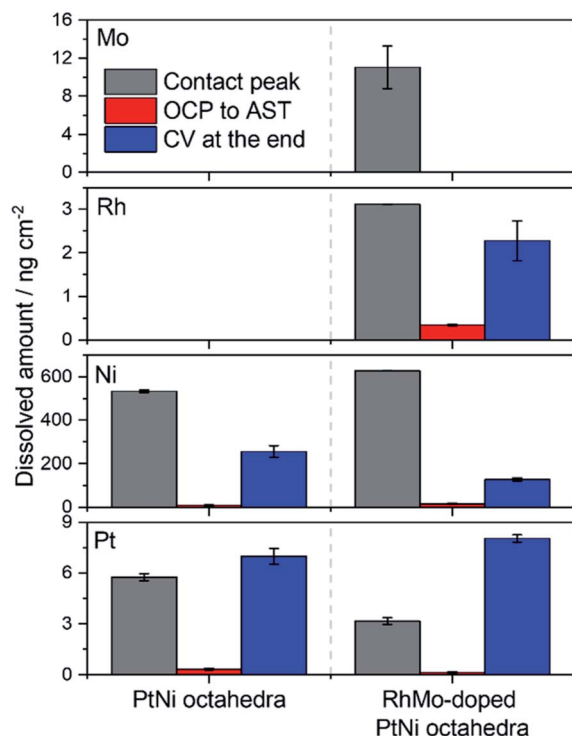 Dissolved amount / ng cm⁻²
Mo
16
12
8
4
0
Contact peak
OCP to AST
CV at the end
Rh
3
2
1
0
Ni
600
400
200
0
Pt
9
6
3
0
PtNi octahedra
RhMo-doped
PtNi octahedra